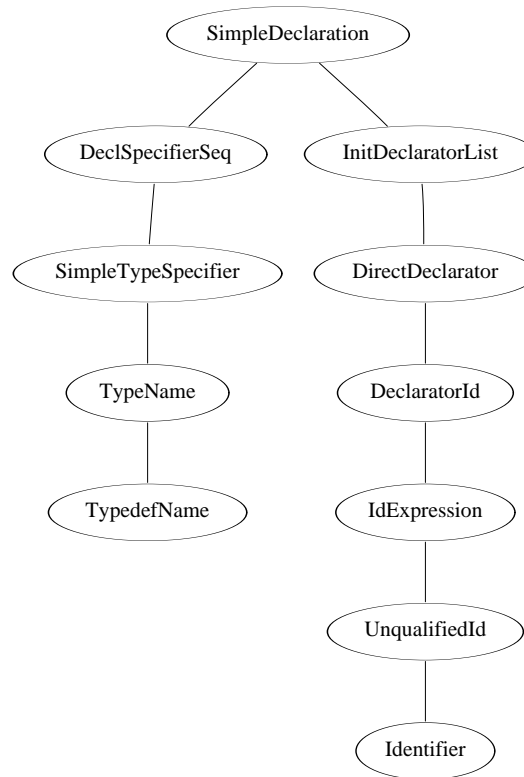 SimpleDeclaration
DeclSpecifierSeq
InitDeclaratorList
SimpleTypeSpecifier
DirectDeclarator
TypeName
DeclaratorId
TypedefName
IdExpression
UnqualifiedId
Identifier